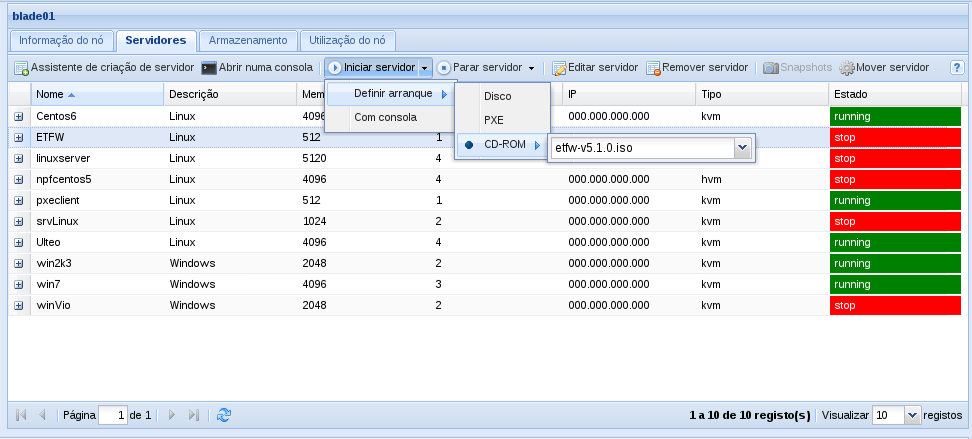 blade01
Informação do nó Servidores Armazenamento Utilização do nó
Assistente de criação de servidor Abrir numa consola Iniciar servidor Parar servidor Editar servidor Remover servidor Snapshots Mover servidor ?
Nome Descrição Mem IP Tipo Estado
Definir arranque Disco
Com consola PXE
CD-ROM etfw-v5.1.0.iso
Centos6 Linux 4096 000.000.000.000 kvm running
ETFW Linux 512 1 stop
linuxserver Linux 5120 4 stop
npfcentos5 Linux 4096 4 000.000.000.000 hvm stop
pxeclient Linux 512 1 000.000.000.000 kvm running
srvLinux Linux 1024 2 000.000.000.000 kvm stop
Ulteo Linux 4096 4 000.000.000.000 kvm running
win2k3 Windows 2048 2 000.000.000.000 kvm running
win7 Windows 4096 3 000.000.000.000 kvm running
winVio Windows 2048 2 000.000.000.000 kvm stop
Página 1 de 1 1 a 10 de 10 registo(s) Visualizar 10 registos